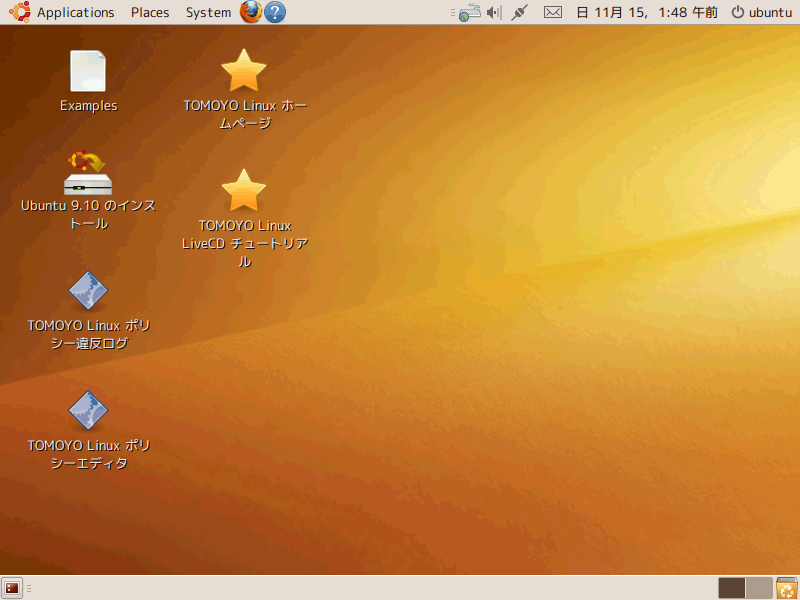 Applications Places System 日 11月 15, 1:48 午前 ubuntu
Examples
TOMOYO Linux ホー
ムページ
Ubuntu 9.10 のインス
トール
TOMOYO Linux
LiveCD チュートリア
ル
TOMOYO Linux ポリ
シー違反ログ
TOMOYO Linux ポリ
シーエディタ